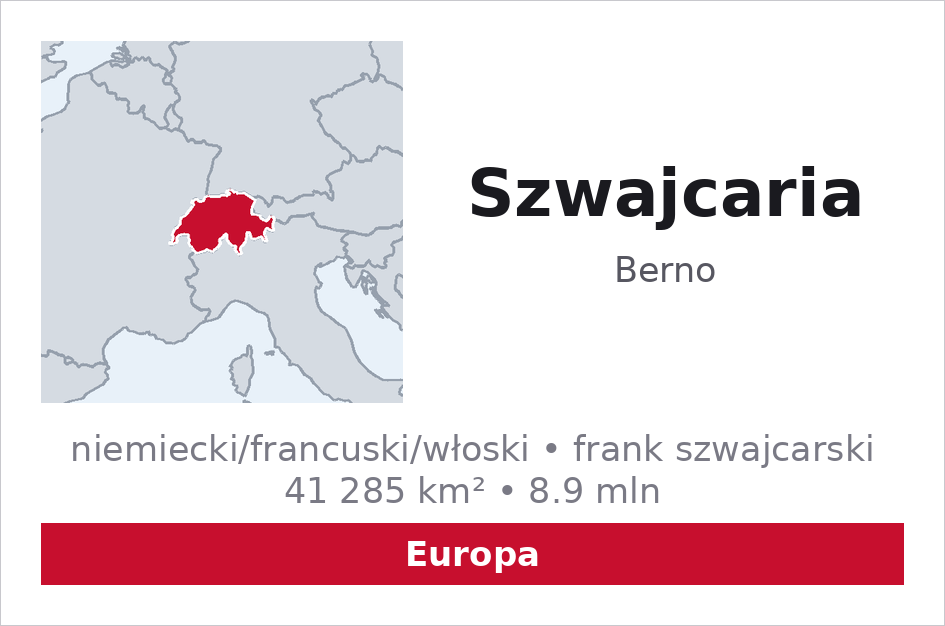 Szwajcaria
Berno
niemiecki/francuski/włoski • frank szwajcarski
41 285 km² • 8.9 mln
Europa